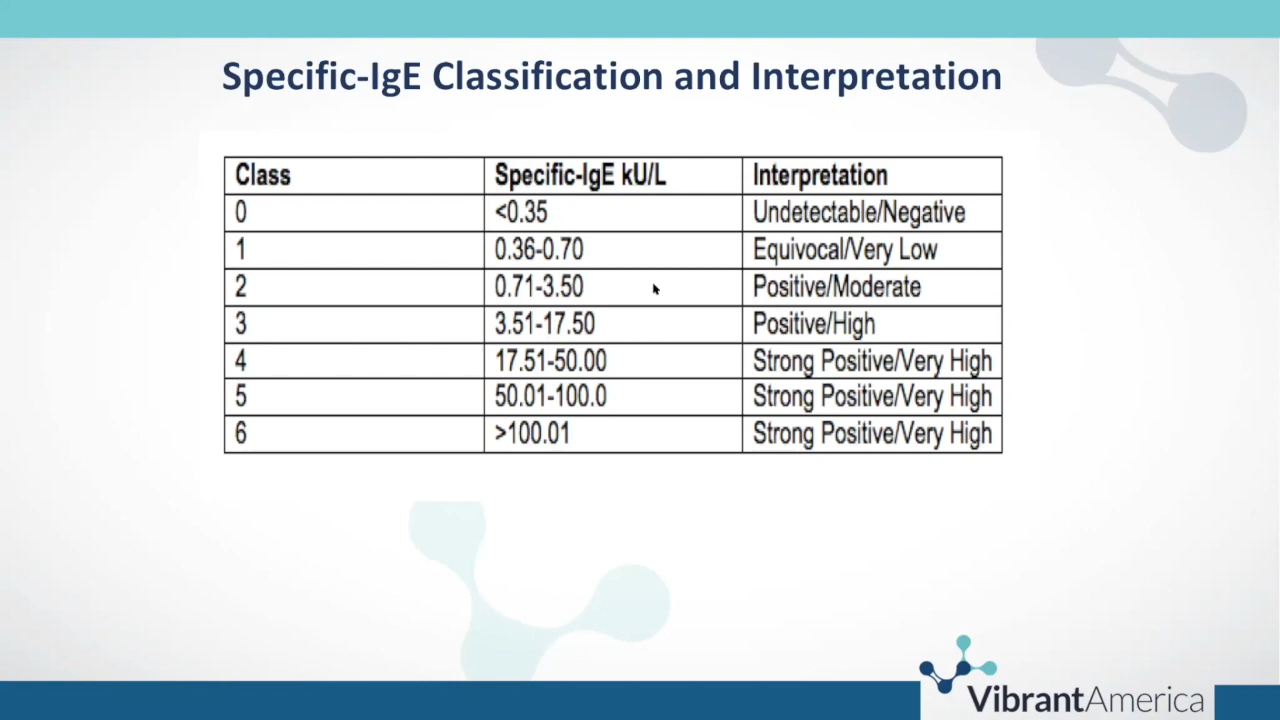 Specific-IgE Classification and Interpretation
Class Specific-IgE kU/L Interpretation
0 <0.35 Undetectable/Negative
1 0.36-0.70 Equivocal/Very Low
2 0.71-3.50 Positive/Moderate
3 3.51-17.50 Positive/High
4 17.51-50.00 Strong Positive/Very High
5 50.01-100.0 Strong Positive/Very High
6 >100.01 Strong Positive/Very High
VibrantAmerica